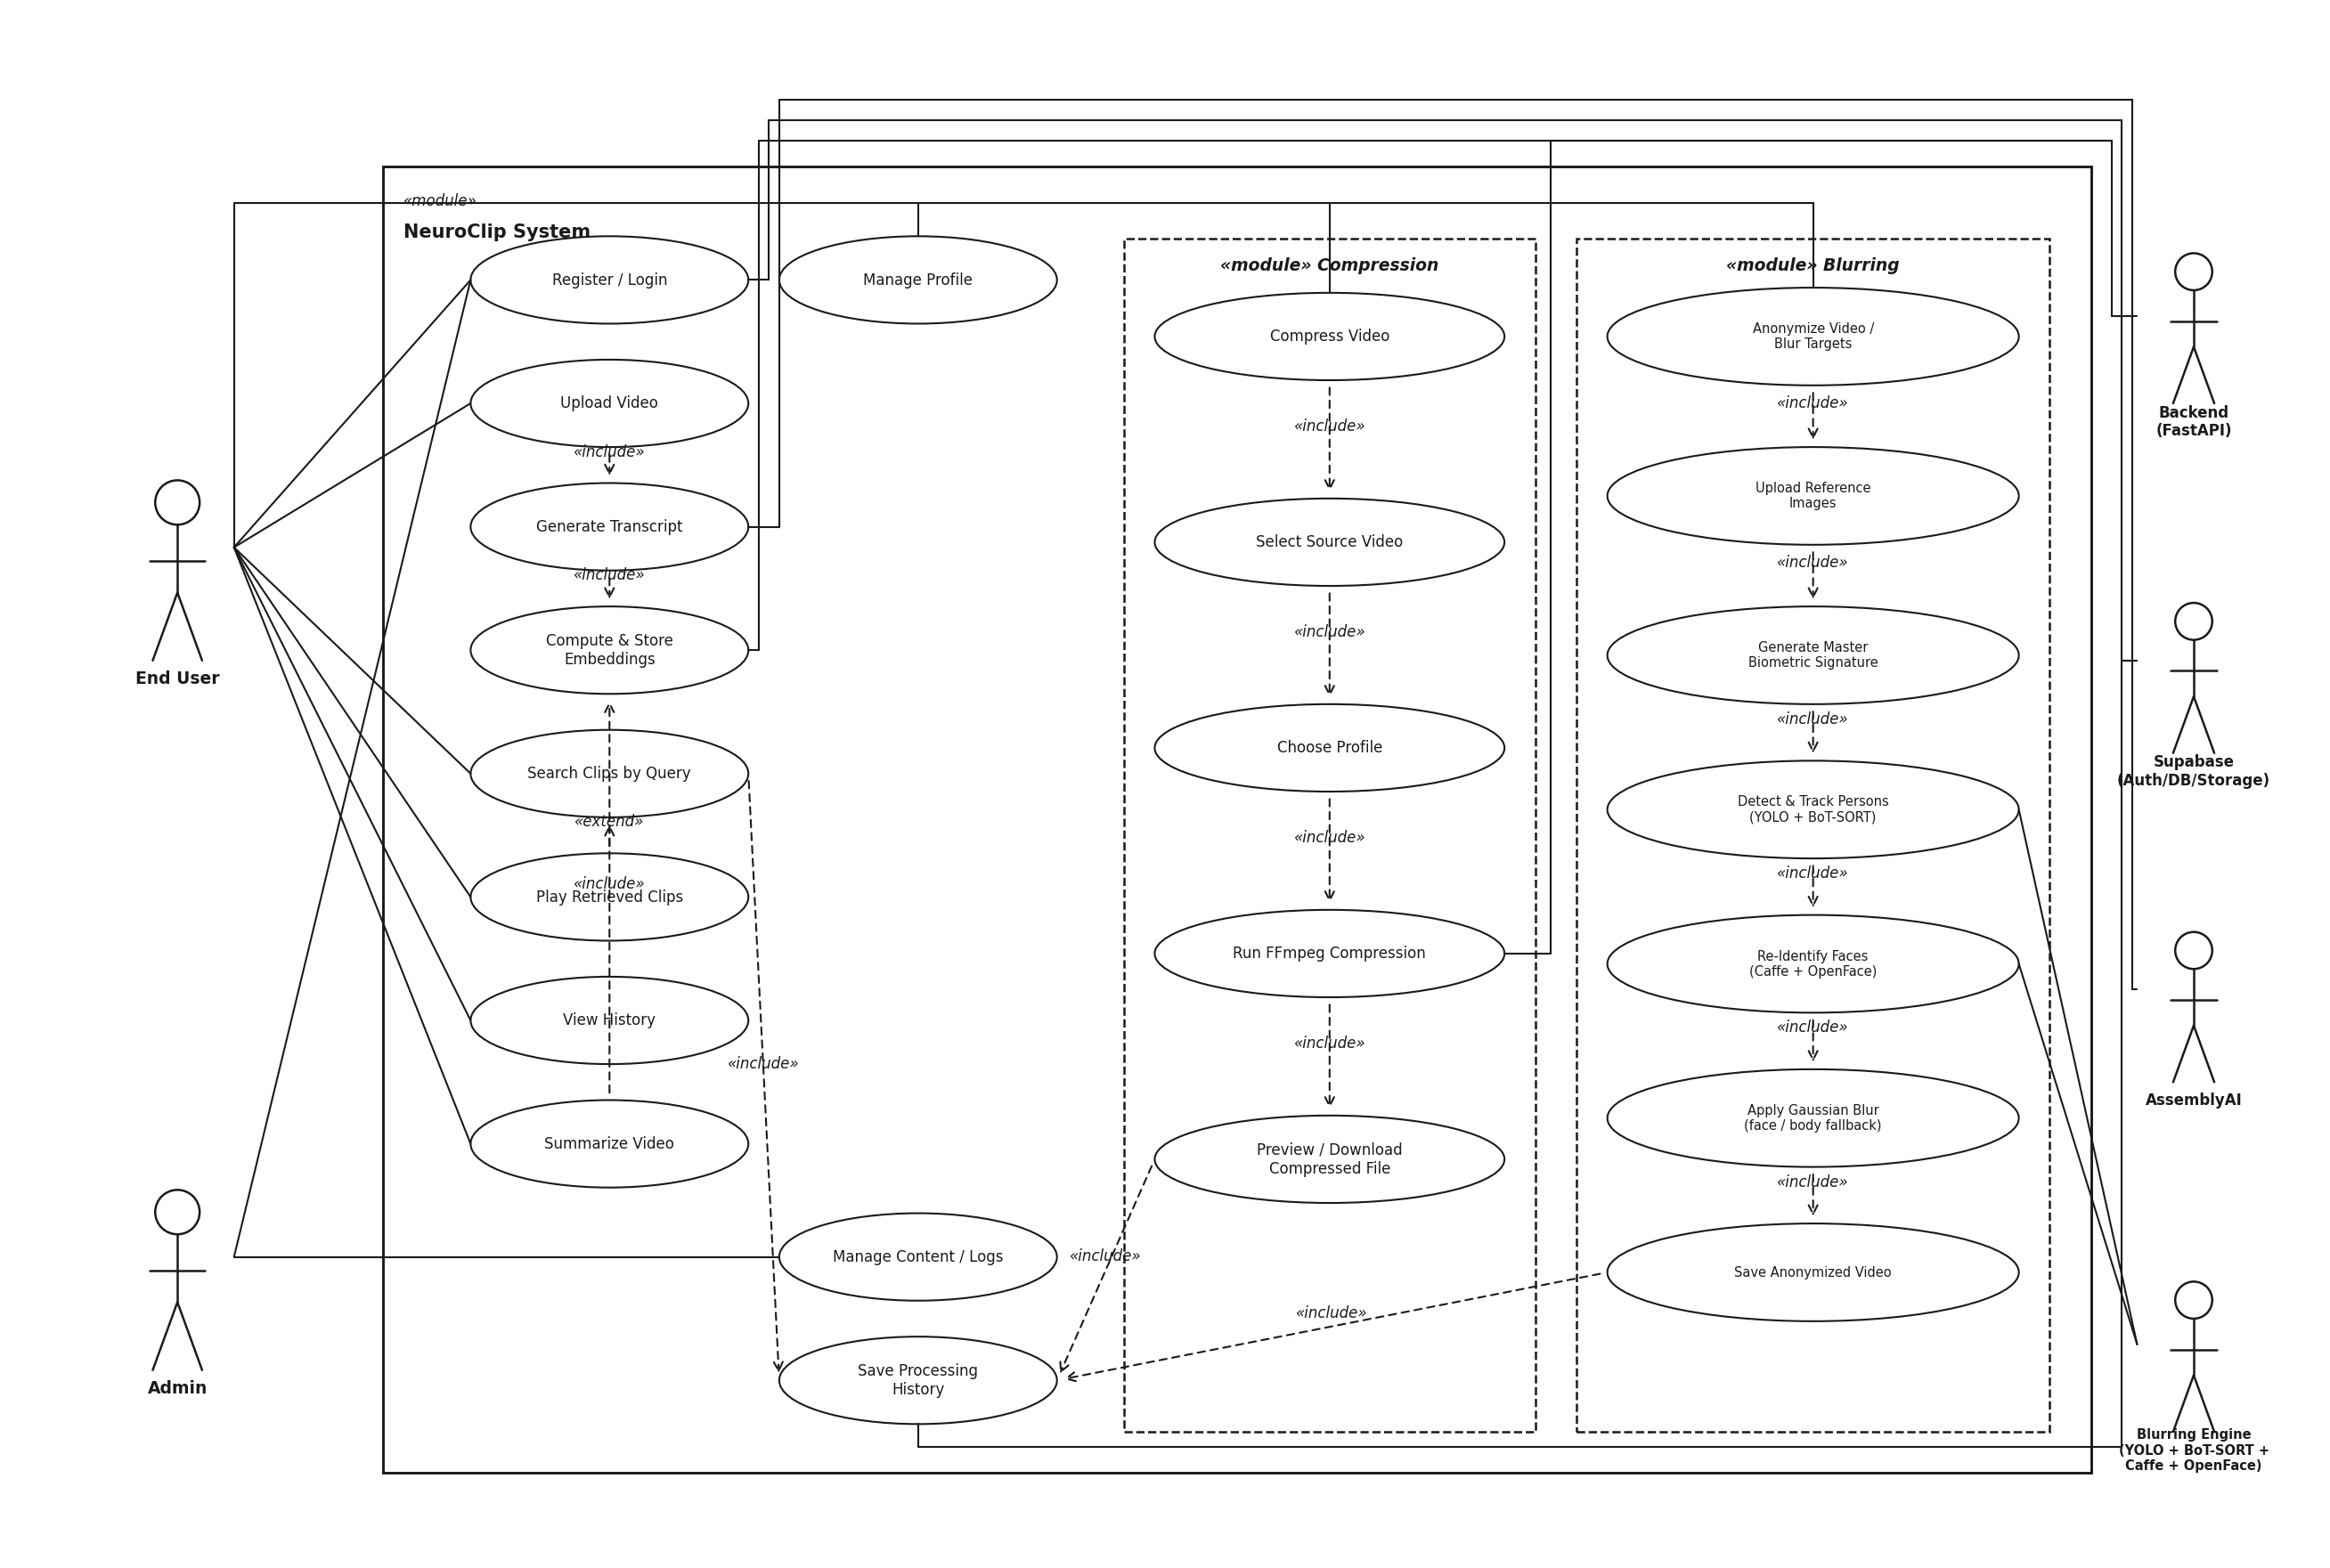 «module»
NeuroClip System
Register / Login
Upload Video
«include»
Generate Transcript
«include»
Compute & Store
Embeddings
Search Clips by Query
«extend»
«include»
Play Retrieved Clips
View History
«include»
Summarize Video
Manage Profile
Manage Content / Logs
«include»
Save Processing
History
«module» Compression
Compress Video
«include»
Select Source Video
«include»
Choose Profile
«include»
Run FFmpeg Compression
«include»
Preview / Download
Compressed File
«include»
«module» Blurring
Anonymize Video /
Blur Targets
«include»
Upload Reference
Images
«include»
Generate Master
Biometric Signature
«include»
Detect & Track Persons
(YOLO + BoT-SORT)
«include»
Re-Identify Faces
(Caffe + OpenFace)
«include»
Apply Gaussian Blur
(face / body fallback)
«include»
Save Anonymized Video
End User
Admin
Backend
(FastAPI)
Supabase
(Auth/DB/Storage)
AssemblyAI
Blurring Engine
(YOLO + BoT-SORT +
Caffe + OpenFace)